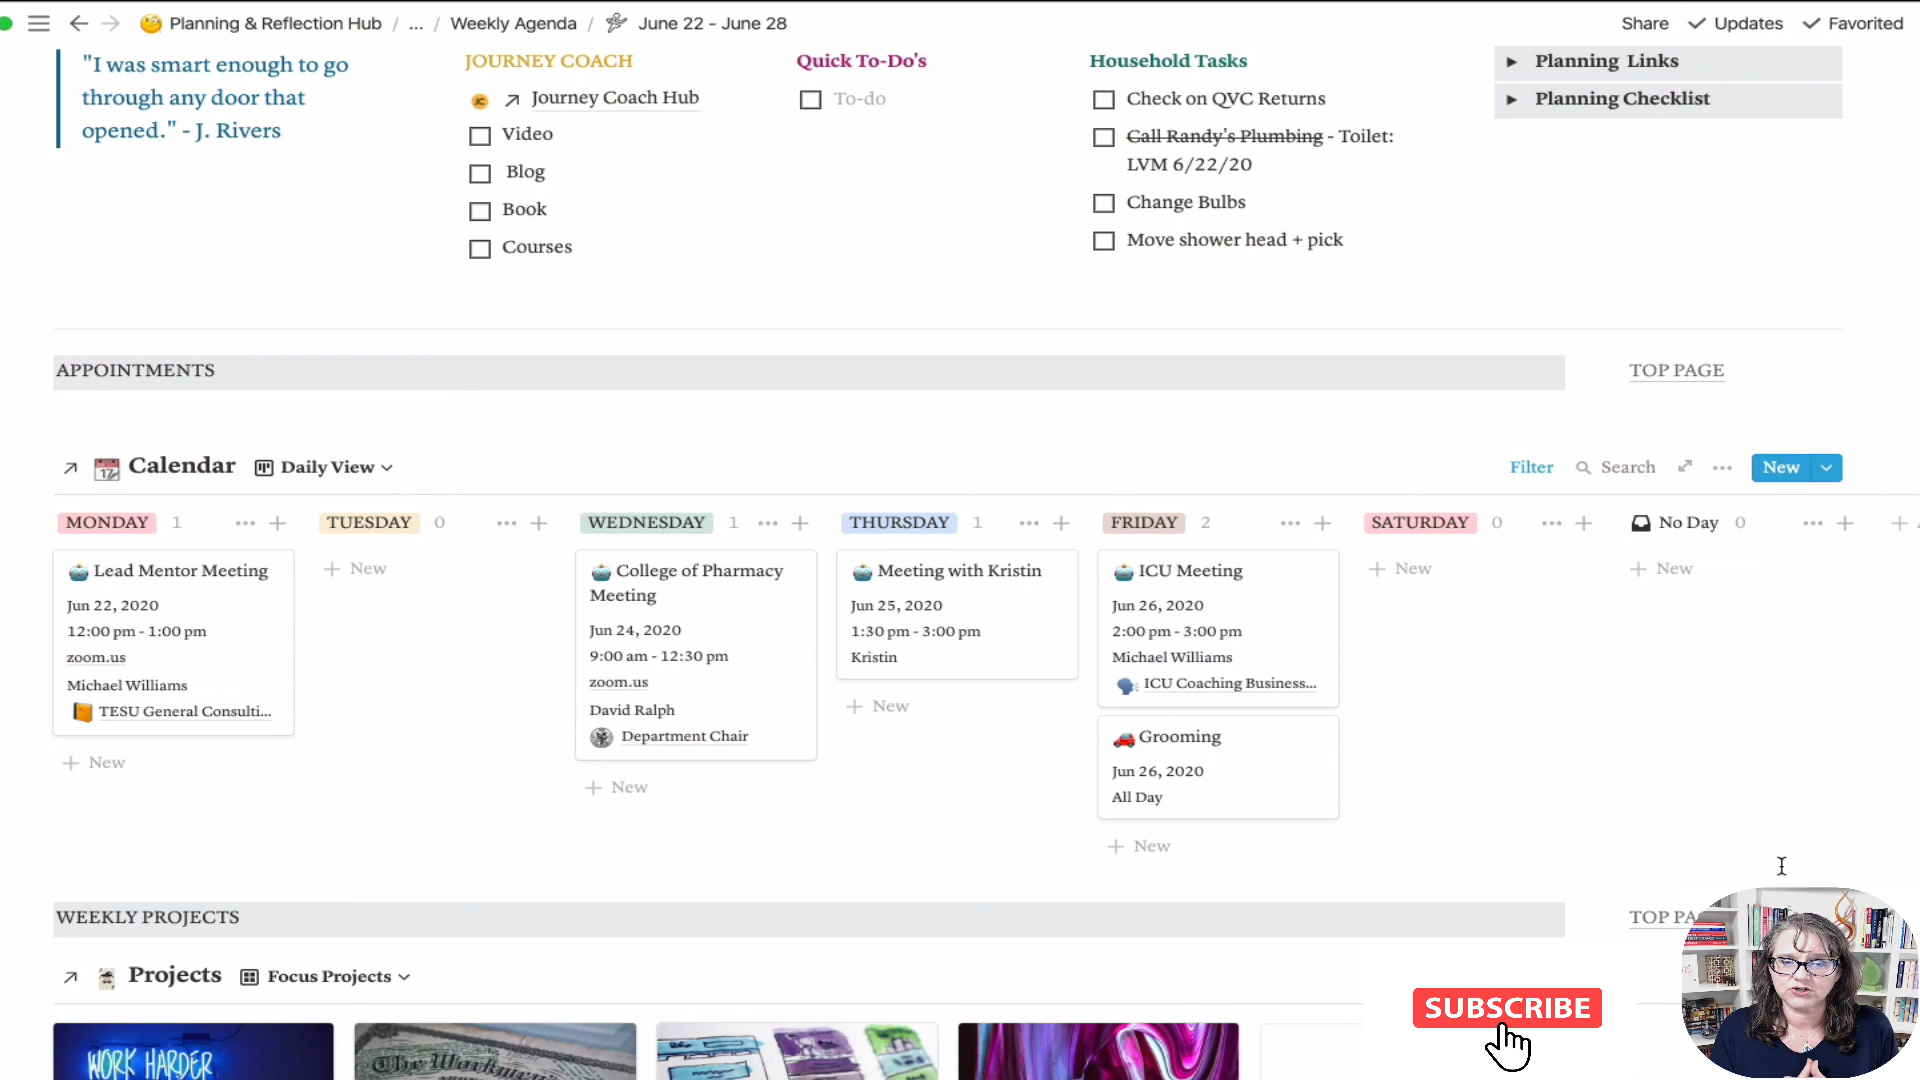 Planning & Reflection Hub / ... / Weekly Agenda / June 22 - June 28
Share Updates Favorited
"I was smart enough to go
through any door that
opened." - J. Rivers
JOURNEY COACH
Journey Coach Hub
Video
Blog
Book
Courses
Quick To-Do's
To-do
Household Tasks
Check on QVC Returns
Call Randy's Plumbing - Toilet:
LVM 6/22/20
Change Bulbs
Move shower head + pick
Planning Links
Planning Checklist
APPOINTMENTS
TOP PAGE
Calendar Daily View
Filter Search ... New
MONDAY 1
Lead Mentor Meeting
Jun 22, 2020
12:00 pm - 1:00 pm
zoom.us
Michael Williams
TESU General Consulti...
+ New
TUESDAY 0
+ New
WEDNESDAY 1
College of Pharmacy
Meeting
Jun 24, 2020
9:00 am - 12:30 pm
zoom.us
David Ralph
Department Chair
+ New
THURSDAY 1
Meeting with Kristin
Jun 25, 2020
1:30 pm - 3:00 pm
Kristin
+ New
FRIDAY 2
ICU Meeting
Jun 26, 2020
2:00 pm - 3:00 pm
Michael Williams
ICU Coaching Business...
Grooming
Jun 26, 2020
All Day
+ New
SATURDAY 0
+ New
No Day 0
+ New
WEEKLY PROJECTS
TOP PA
Projects Focus Projects
WORK HARDER
The Workmen's
SUBSCRIBE